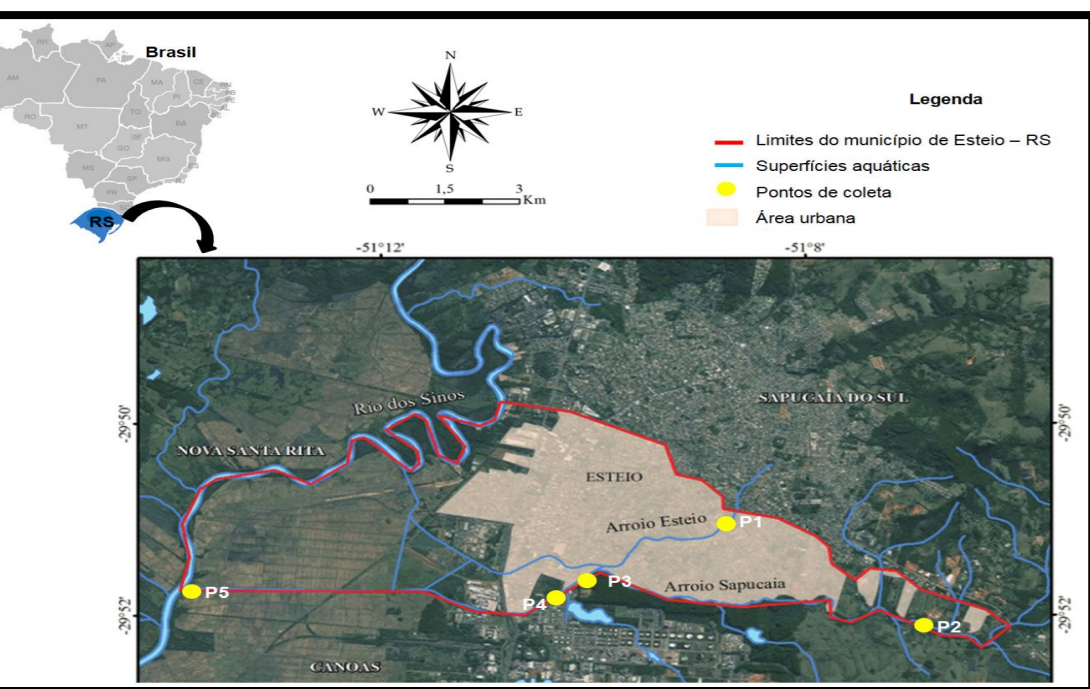 Brasil
RR
AP
AM
PA
MA
CE
RN
PB
PE
AL
SE
PI
TO
RO
MT
BA
DF
GO
MG
ES
MS
SP
RJ
PR
RS
N
W
E
S
0
1,5
3
Km
Legenda
Limites do município de Esteio – RS
Superfícies aquáticas
Pontos de coleta
Área urbana
-51°12'
-51°8'
-29°50'
-29°50'
Rio dos Sinos
SAPUCAIA DO SUL
NOVA SANTA RITA
ESTEIO
Arroio Esteio
P1
P3
Arroio Sapucaia
P5
P4
P2
-29°52'
-29°52'
CANOAS